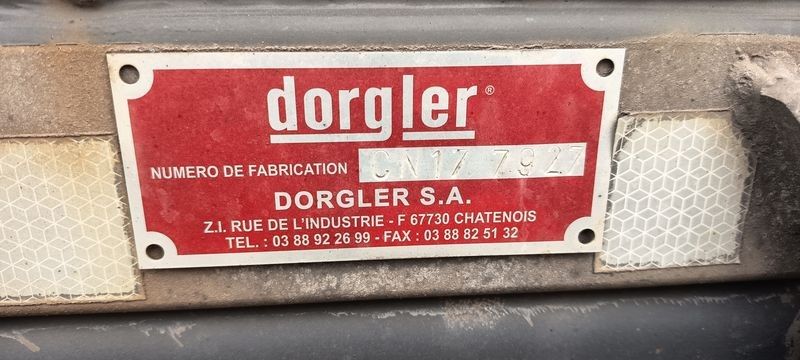 dorgler®
NUMERO DE FABRICATION CN17 7927
DORGLER S.A.
Z.I. RUE DE L'INDUSTRIE - F 67730 CHATENOIS
TEL. : 03 88 92 26 99 - FAX : 03 88 82 51 32